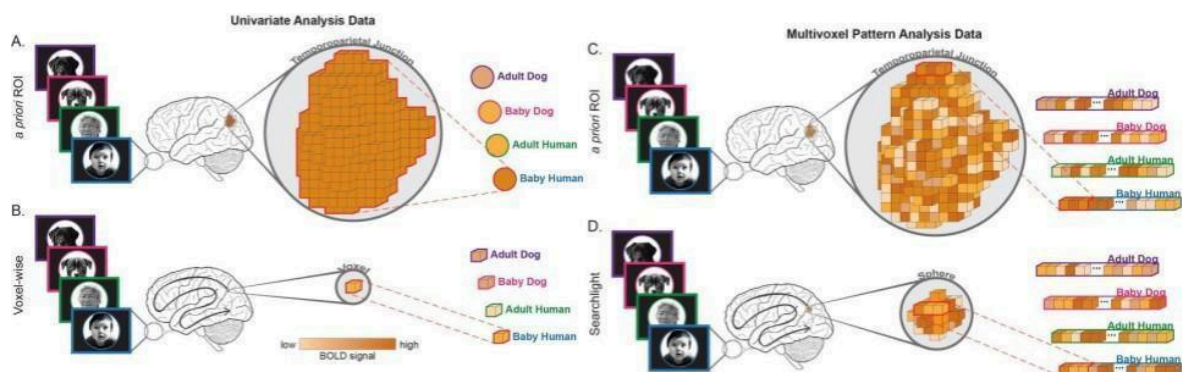 Univariate Analysis Data
A.
a priori ROI
Temporoparietal Junction
Adult Dog
Baby Dog
Adult Human
Baby Human
B.
Voxel-wise
Voxel
Adult Dog
Baby Dog
Adult Human
Baby Human
low
high
BOLD signal
Multivoxel Pattern Analysis Data
C.
a priori ROI
Temporoparietal Junction
Adult Dog
Baby Dog
Adult Human
Baby Human
D.
Searchlight
Sphere
Adult Dog
Baby Dog
Adult Human
Baby Human